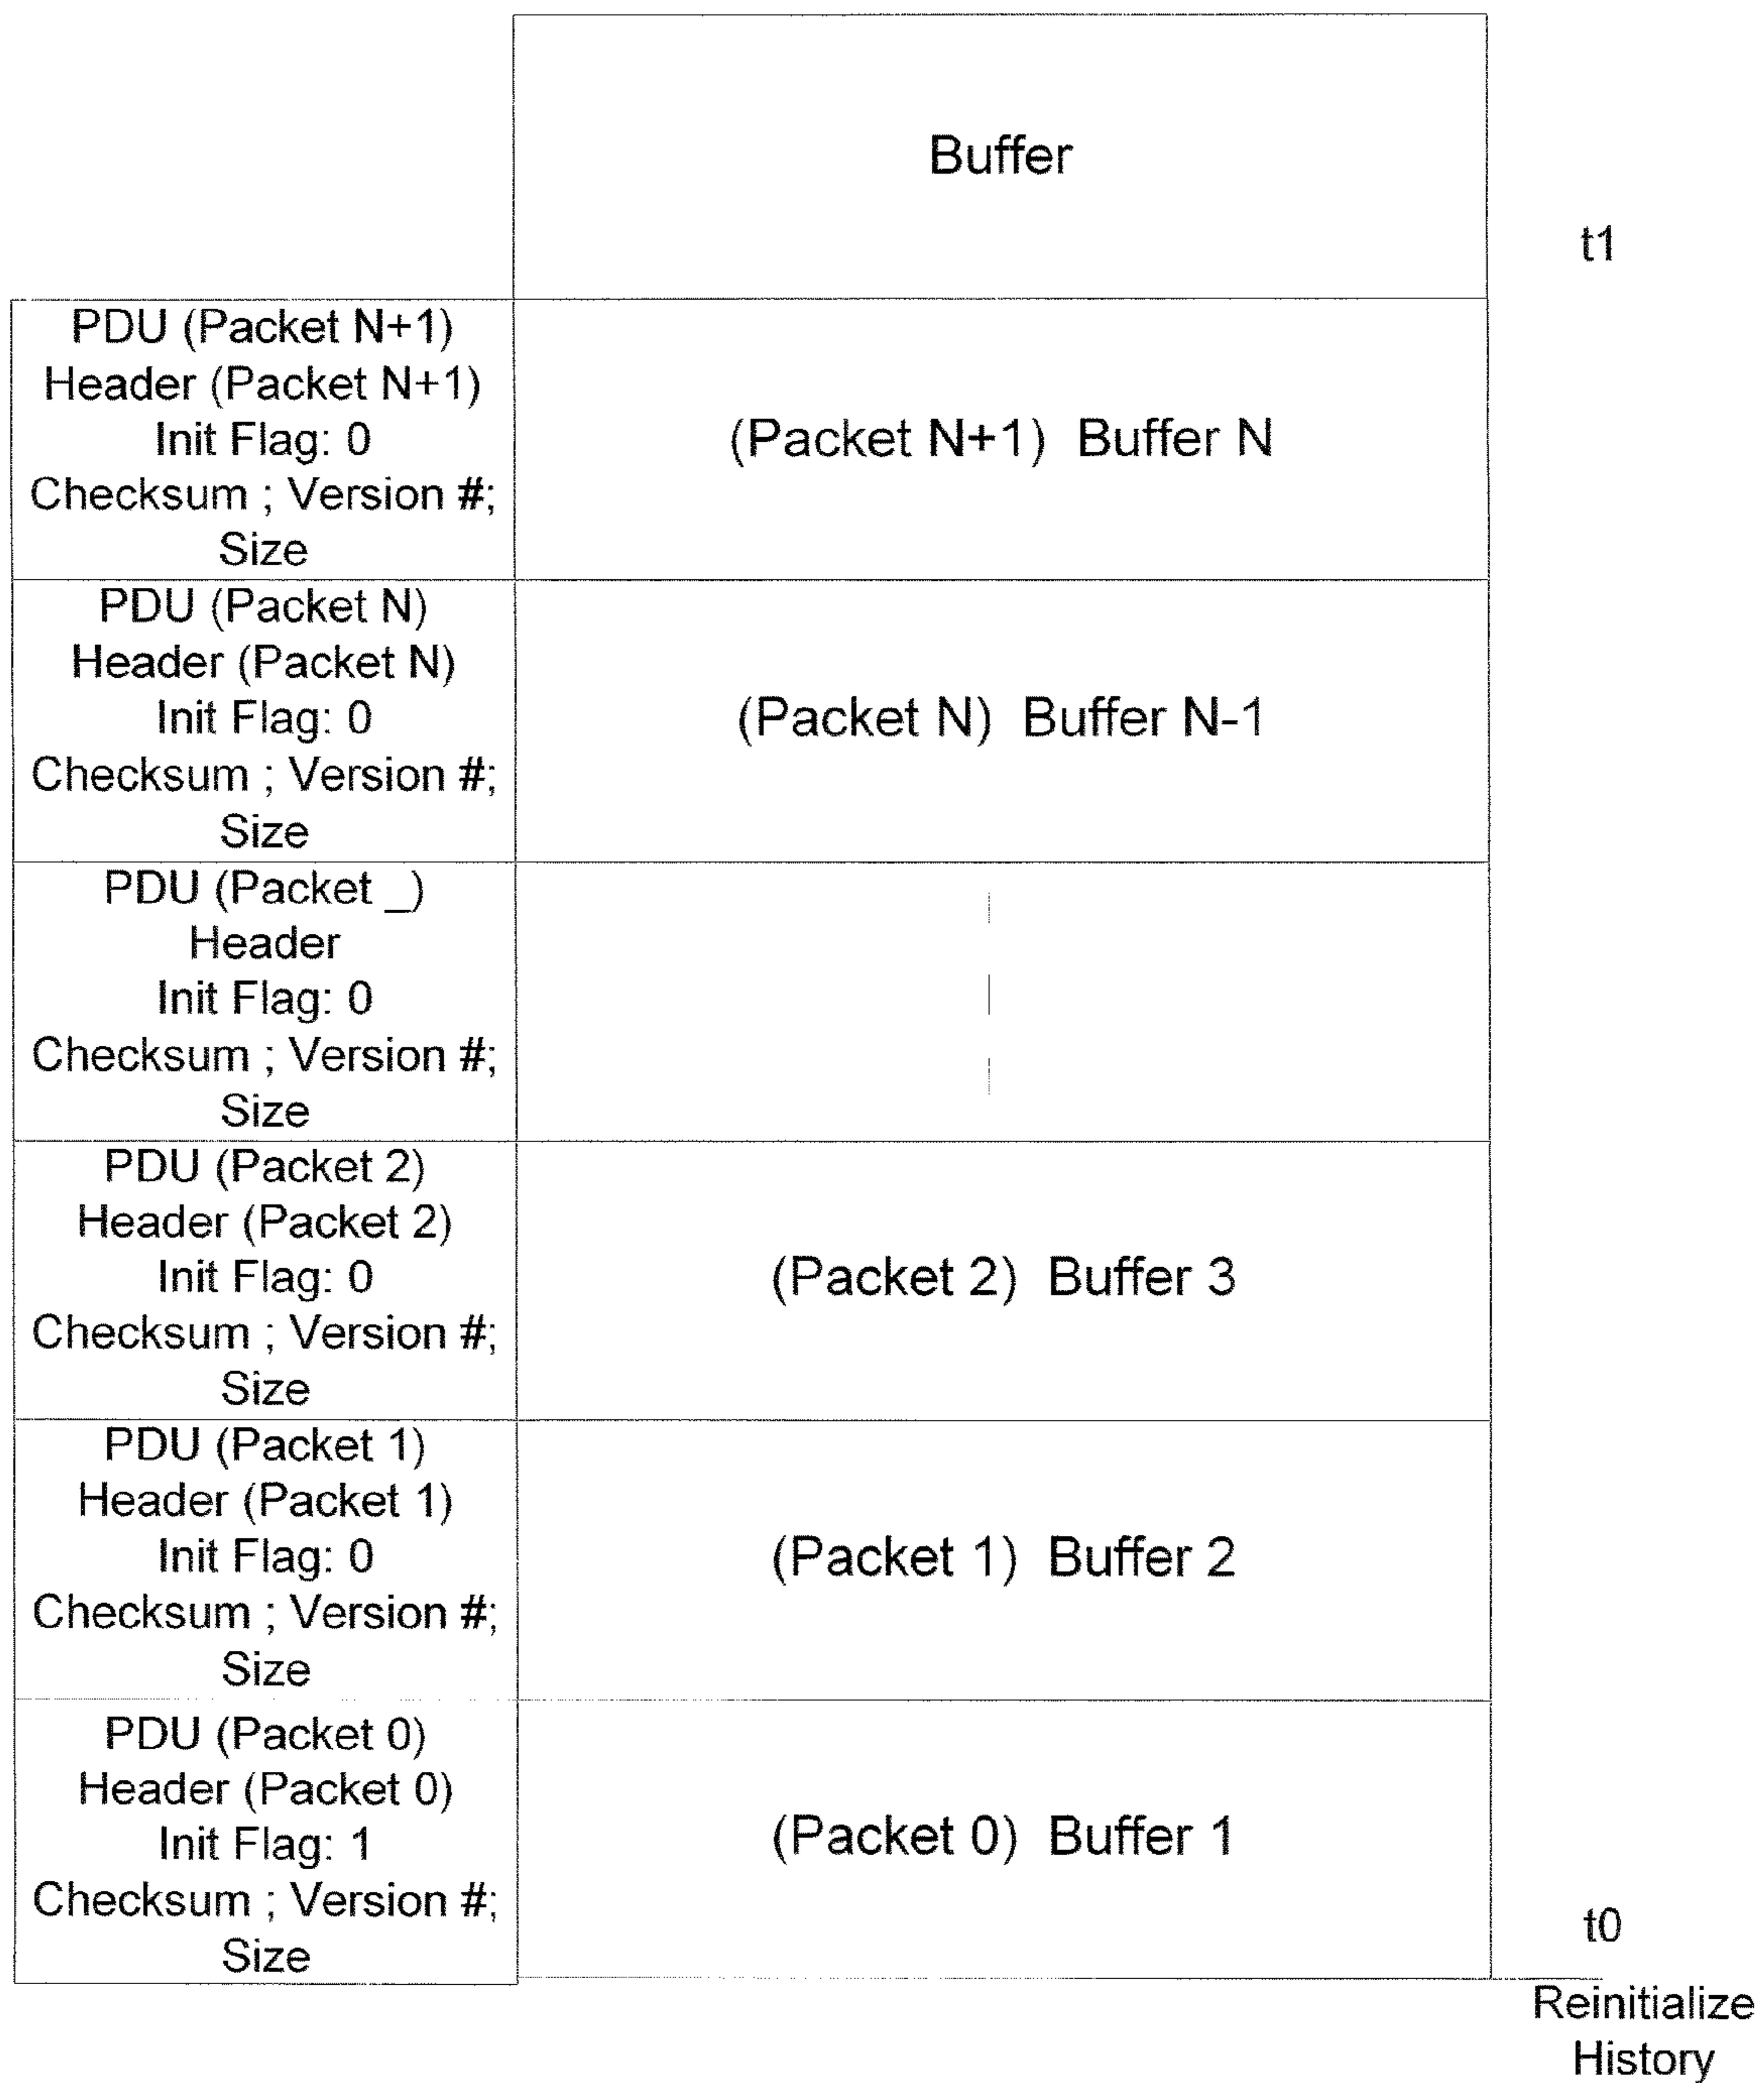 Buffer
t1
PDU (Packet N+1)
Header (Packet N+1)
Init Flag: 0
Checksum ; Version #;
Size
(Packet N+1) Buffer N
PDU (Packet N)
Header (Packet N)
Init Flag: 0
Checksum ; Version #;
Size
(Packet N) Buffer N-1
PDU (Packet _)
Header
Init Flag: 0
Checksum ; Version #;
Size
PDU (Packet 2)
Header (Packet 2)
Init Flag: 0
Checksum ; Version #;
Size
(Packet 2) Buffer 3
PDU (Packet 1)
Header (Packet 1)
Init Flag: 0
Checksum ; Version #;
Size
(Packet 1) Buffer 2
PDU (Packet 0)
Header (Packet 0)
Init Flag: 1
Checksum ; Version #;
Size
(Packet 0) Buffer 1
t0
Reinitialize
History